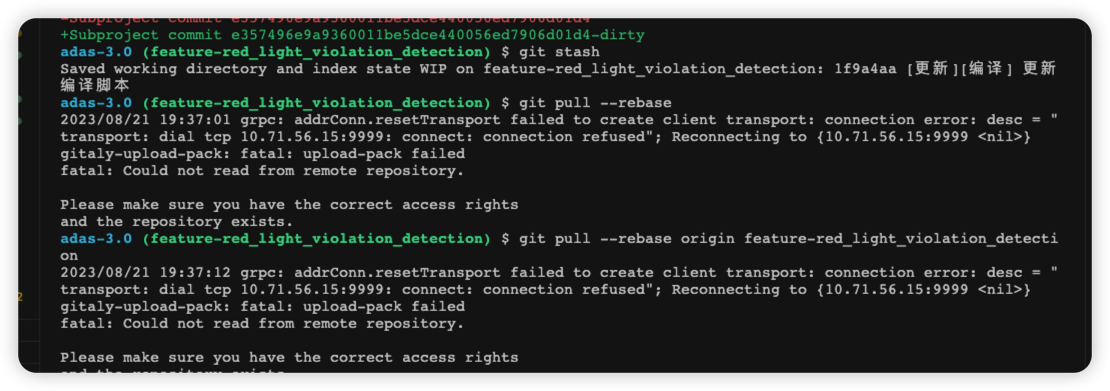 -Subproject commit e357496e9a9360011be5dce440056ed7906d01d4
+Subproject commit e357496e9a9360011be5dce440056ed7906d01d4-dirty
adas-3.0 (feature-red_light_violation_detection) $ git stash
Saved working directory and index state WIP on feature-red_light_violation_detection: 1f9a4aa [更新][编译] 更新
编译脚本
adas-3.0 (feature-red_light_violation_detection) $ git pull --rebase
2023/08/21 19:37:01 grpc: addrConn.resetTransport failed to create client transport: connection error: desc = "
transport: dial tcp 10.71.56.15:9999: connect: connection refused"; Reconnecting to {10.71.56.15:9999 <nil>}
gitaly-upload-pack: fatal: upload-pack failed
fatal: Could not read from remote repository.
Please make sure you have the correct access rights
and the repository exists.
adas-3.0 (feature-red_light_violation_detection) $ git pull --rebase origin feature-red_light_violation_detecti
on
2023/08/21 19:37:12 grpc: addrConn.resetTransport failed to create client transport: connection error: desc = "
transport: dial tcp 10.71.56.15:9999: connect: connection refused"; Reconnecting to {10.71.56.15:9999 <nil>}
gitaly-upload-pack: fatal: upload-pack failed
fatal: Could not read from remote repository.
Please make sure you have the correct access rights
and the repository exists.